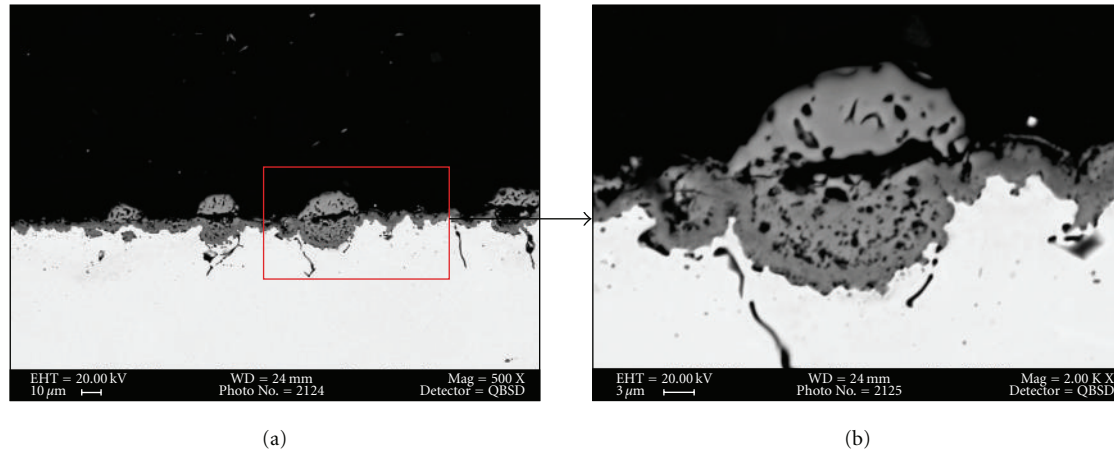 EHT = 20.00 kV WD = 24 mm Mag = 500 X
10 μm Photo No. = 2124 Detector = QBSD
EHT = 20.00 kV WD = 24 mm Mag = 2.00 K X
3 μm Photo No. = 2125 Detector = QBSD
(a)
(b)